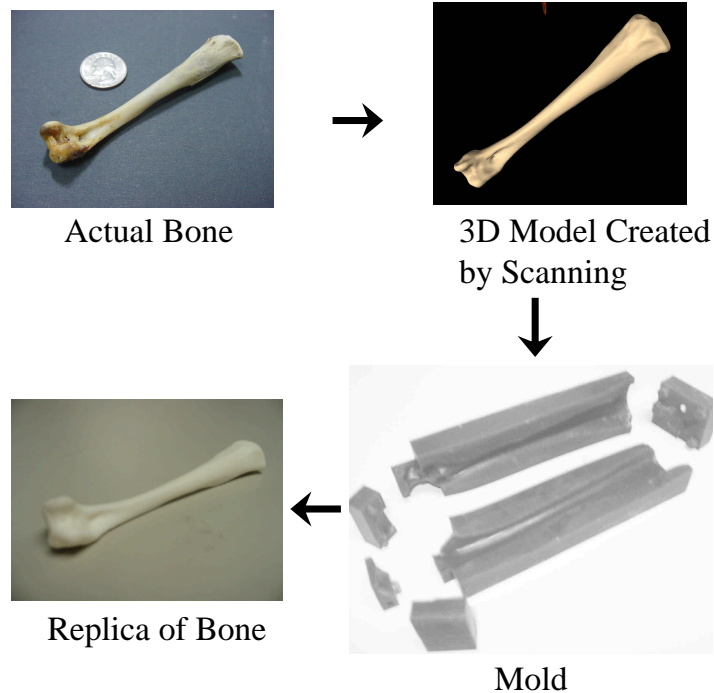 Actual Bone
3D Model Created
by Scanning
Mold
Replica of Bone